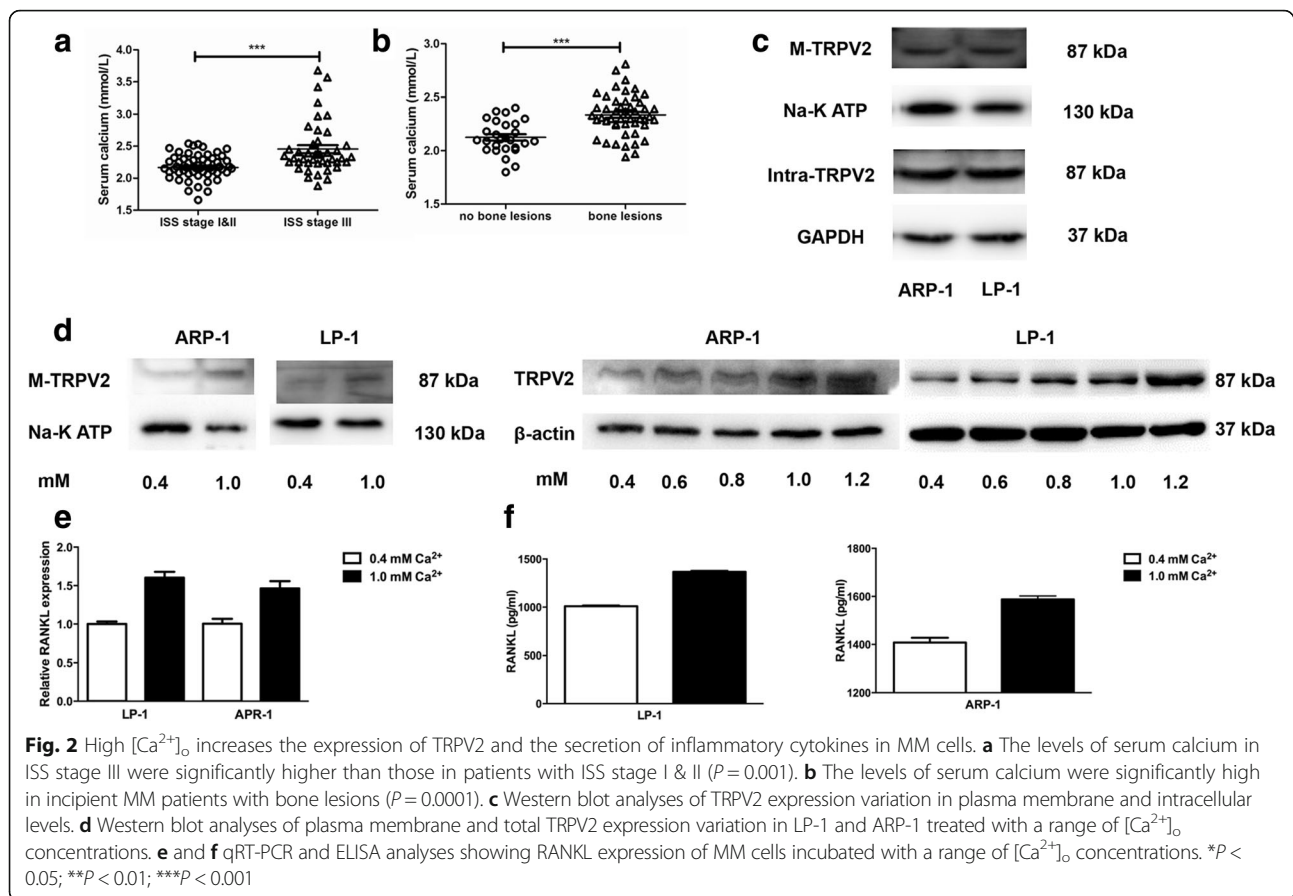 a
***
Serum calcium (mmol/L)
4.0
3.5
3.0
2.5
2.0
1.5
ISS stage I&II
ISS stage III
b
***
Serum calcium (mmol/L)
3.0
2.5
2.0
1.5
no bone lesions
bone lesions
c
M-TRPV2
87 kDa
Na-K ATP
130 kDa
Intra-TRPV2
87 kDa
GAPDH
37 kDa
ARP-1
LP-1
d
ARP-1
LP-1
M-TRPV2
87 kDa
Na-K ATP
130 kDa
mM
0.4
1.0
0.4
1.0
ARP-1
LP-1
TRPV2
87 kDa
β-actin
37 kDa
mM
0.4
0.6
0.8
1.0
1.2
0.4
0.6
0.8
1.0
1.2
e
Relative RANKL expression
2.0
1.5
1.0
0.5
0.0
LP-1
APR-1
0.4 mM Ca²⁺
1.0 mM Ca²⁺
f
RANKL (pg/ml)
1500
1000
500
0
LP-1
RANKL (pg/ml)
1800
1600
1400
1200
ARP-1
0.4 mM Ca²⁺
1.0 mM Ca²⁺
Fig. 2 High [Ca²⁺]ₒ increases the expression of TRPV2 and the secretion of inflammatory cytokines in MM cells. a The levels of serum calcium in
ISS stage III were significantly higher than those in patients with ISS stage I & II (P = 0.001). b The levels of serum calcium were significantly high
in incipient MM patients with bone lesions (P = 0.0001). c Western blot analyses of TRPV2 expression variation in plasma membrane and intracellular
levels. d Western blot analyses of plasma membrane and total TRPV2 expression variation in LP-1 and ARP-1 treated with a range of [Ca²⁺]ₒ
concentrations. e and f qRT-PCR and ELISA analyses showing RANKL expression of MM cells incubated with a range of [Ca²⁺]ₒ concentrations. *P <
0.05; **P < 0.01; ***P < 0.001